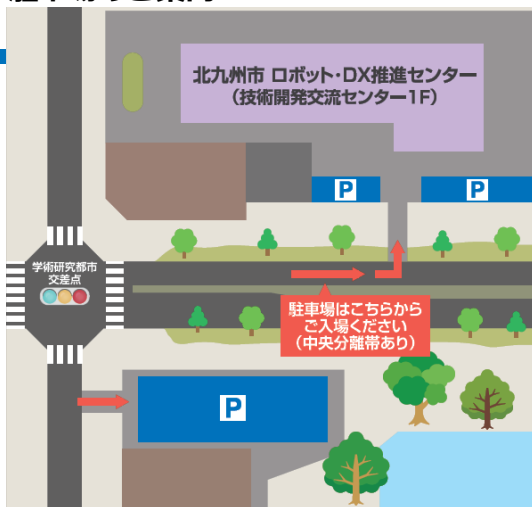 北九州市 ロボット・DX推進センター
(技術開発交流センター1F)
P
P
学術研究都市
交差点
駐車場はこちらから
ご入場ください
(中央分離帯あり)
P